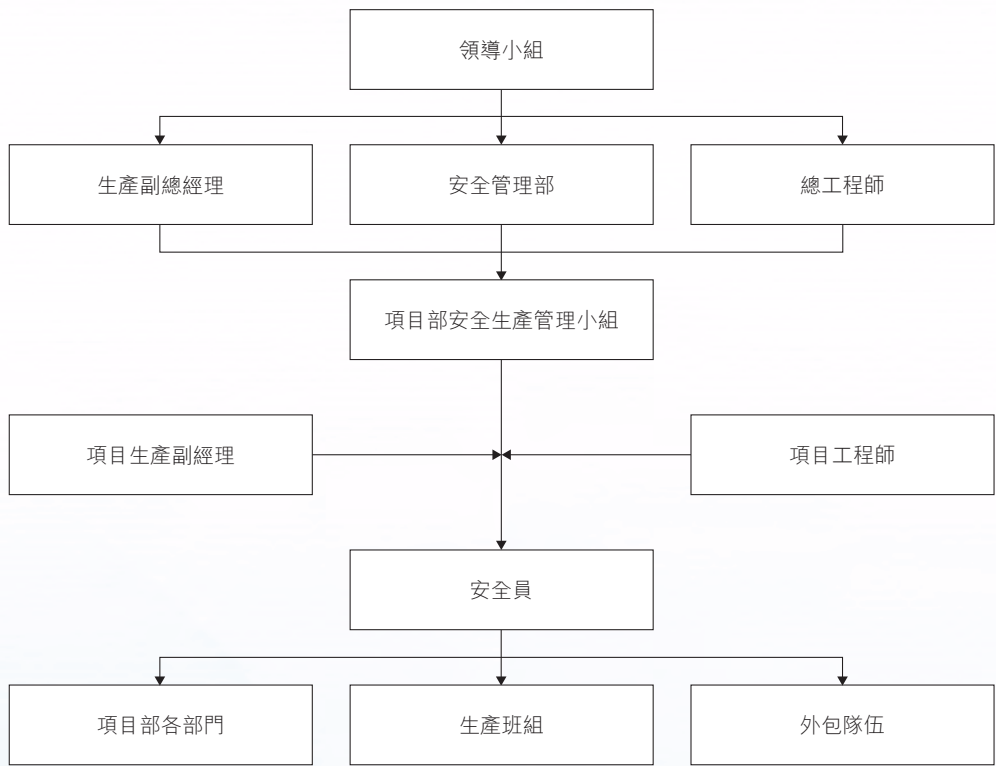 領導小組
生產副總經理
安全管理部
總工程師
項目部安全生產管理小組
項目生產副經理
項目工程師
安全員
項目部各部門
生產班組
外包隊伍